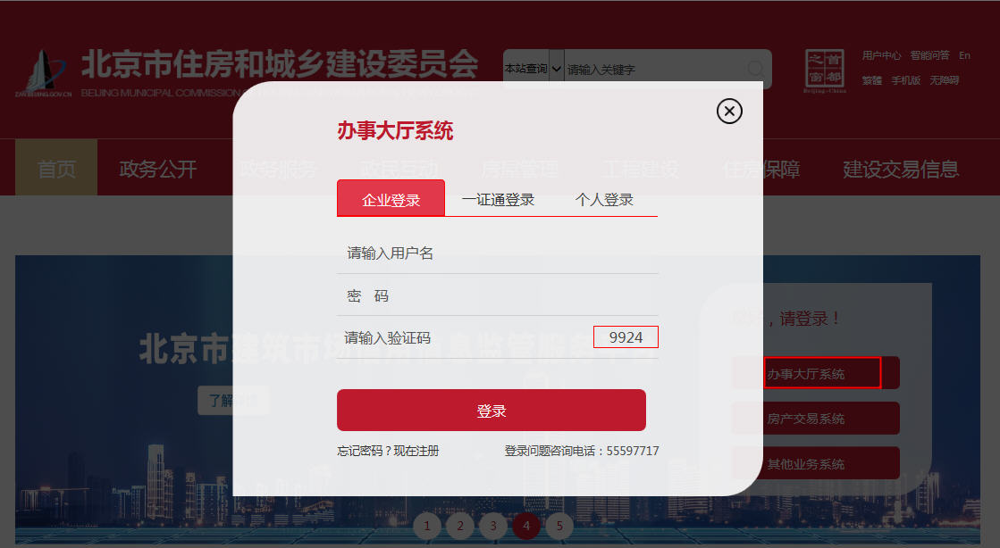 北京市住房和城乡建设委员会
BEIJING MUNICIPAL COMMISSION
ZJW.BEIJING.GOV.CN
本站查询
请输入关键字
首都之窗
Beijing-China
用户中心 智能问答 En
繁體 手机版 无障碍
首页 政务公开 政务服务 政民互动 房屋管理 工程建设 住房保障 建设交易信息
办事大厅系统
企业登录 一证通登录 个人登录
请输入用户名
密 码
请输入验证码 9924
登录
忘记密码？现在注册 登录问题咨询电话：55597717
，请登录！
办事大厅系统
房产交易系统
其他业务系统
北京市建筑市场
了解
1 2 3 4 5